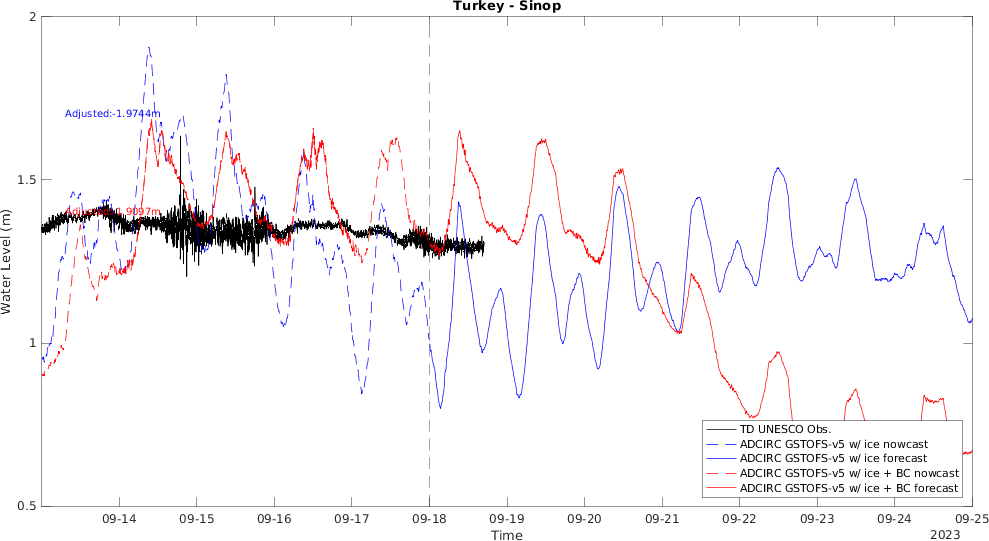 Turkey - Sinop
2
Adjusted:-1.9744m
1.5
Water Level (m)
1
TD UNESCO Obs.
ADCIRC GSTOFS-v5 w/ ice nowcast
ADCIRC GSTOFS-v5 w/ ice forecast
ADCIRC GSTOFS-v5 w/ ice + BC nowcast
ADCIRC GSTOFS-v5 w/ ice + BC forecast
0.5
09-14 09-15 09-16 09-17 09-18 09-19 09-20 09-21 09-22 09-23 09-24 09-25
Time
2023